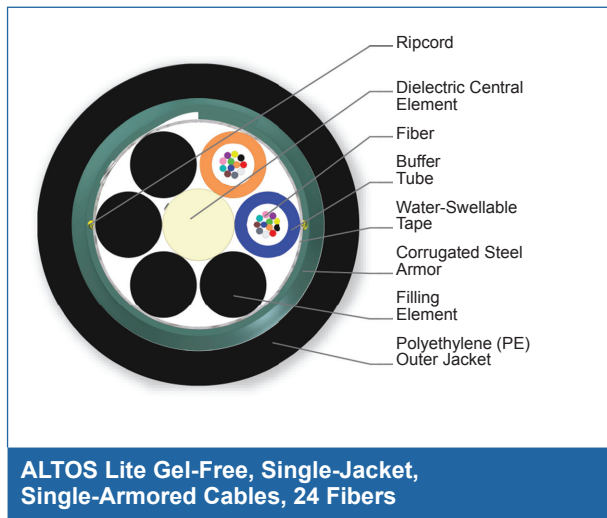 Ripcord
Dielectric Central
Element
Fiber
Buffer
Tube
Water-Swellable
Tape
Corrugated Steel
Armor
Filling
Element
Polyethylene (PE)
Outer Jacket
ALTOS Lite Gel-Free, Single-Jacket,
Single-Armored Cables, 24 Fibers